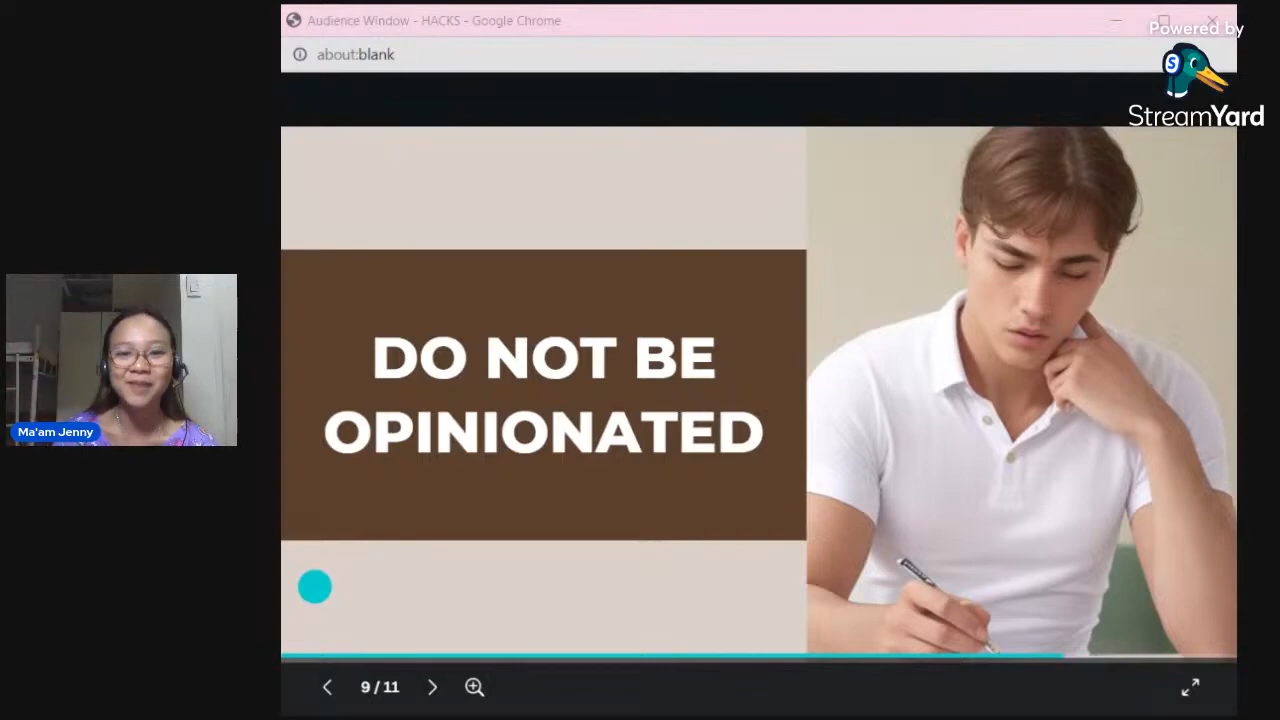 Audience Window - HACKS - Google Chrome
about:blank
Powered by
S
StreamYard
DO NOT BE
OPINIONATED
Ma'am Jenny
9 / 11